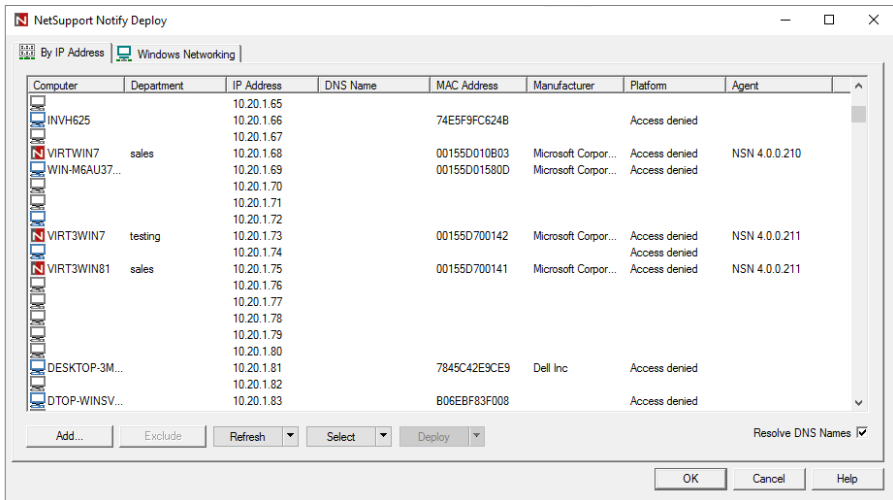 NetSupport Notify Deploy
By IP Address Windows Networking
Computer Department IP Address DNS Name MAC Address Manufacturer Platform Agent
10.20.1.65
INVH625 10.20.1.66 74E5F9FC624B Access denied
10.20.1.67
VIRTWIN7 sales 10.20.1.68 00155D010B03 Microsoft Corpor... Access denied NSN 4.0.0.210
WIN-M6AU37... 10.20.1.69 00155D01580D Microsoft Corpor... Access denied
10.20.1.70
10.20.1.71
10.20.1.72
VIRT3WIN7 testing 10.20.1.73 00155D700142 Microsoft Corpor... Access denied NSN 4.0.0.211
10.20.1.74 Access denied
VIRT3WIN81 sales 10.20.1.75 00155D700141 Microsoft Corpor... Access denied NSN 4.0.0.211
10.20.1.76
10.20.1.77
10.20.1.78
10.20.1.79
10.20.1.80
DESKTOP-3M... 10.20.1.81 7845C42E9CE9 Dell Inc Access denied
10.20.1.82
DTOP-WINSV... 10.20.1.83 B06EBF83F008 Access denied
Add... Exclude Refresh Select Deploy Resolve DNS Names
OK Cancel Help